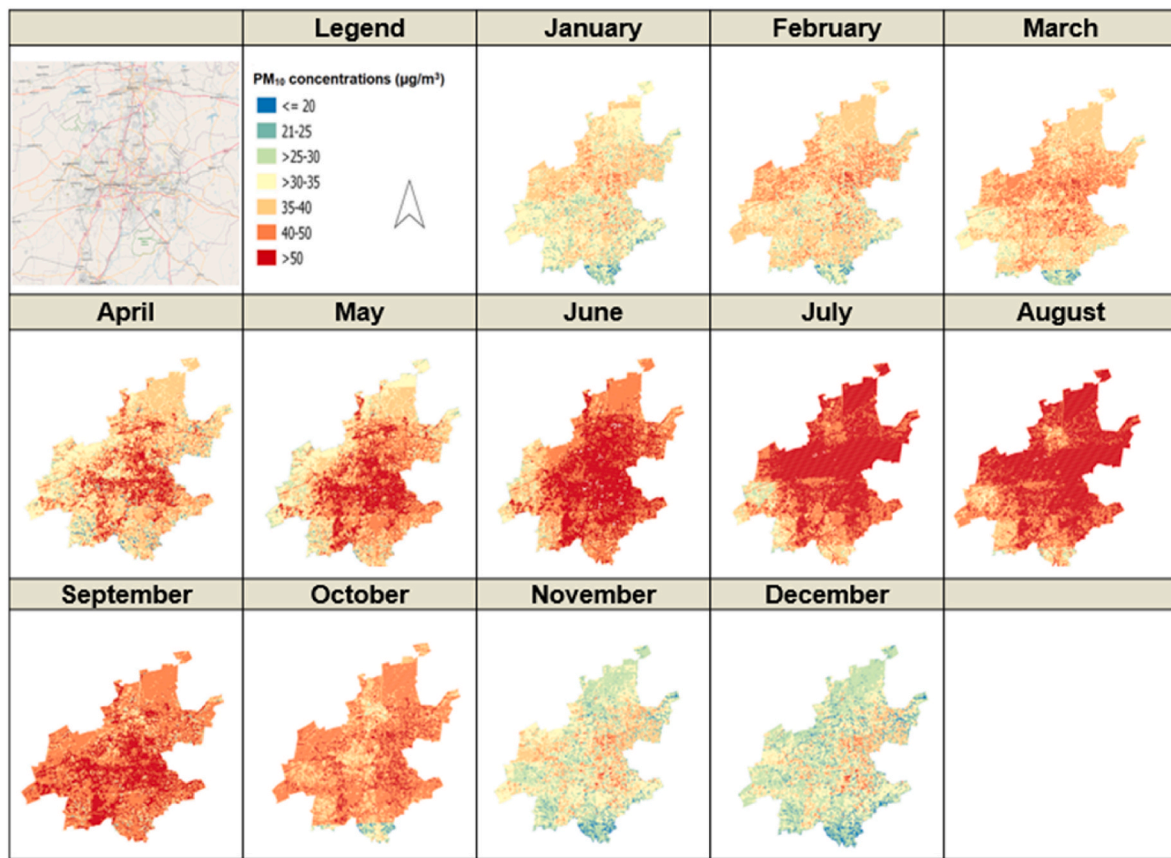 Legend January February March
PM₁₀ concentrations (µg/m³)
<= 20
21-25
>25-30
>30-35
35-40
40-50
>50
April May June July August
September October November December